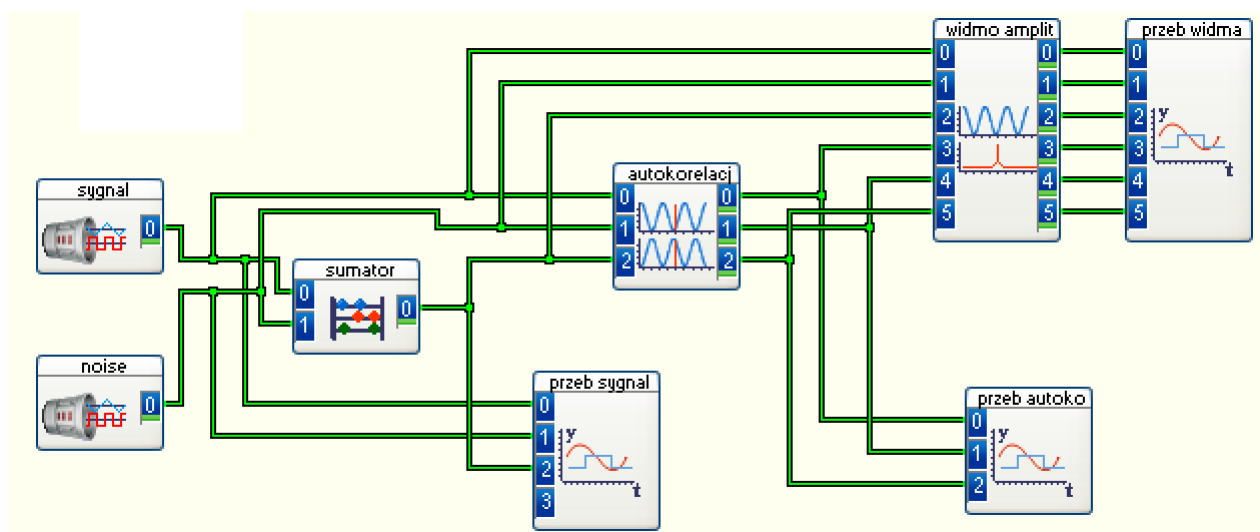 widmo amplit
0 0
1 1
2 2
3 3
4 4
5 5
przeb widma
0
1
2
3
4
5
y
t
sygnal
0
autokorelacj
0 0
1 1
2 2
sumator
0 0
1
noise
0
przeb sygnal
0
1
2
3
y
t
przeb autoko
0
1
2
y
t